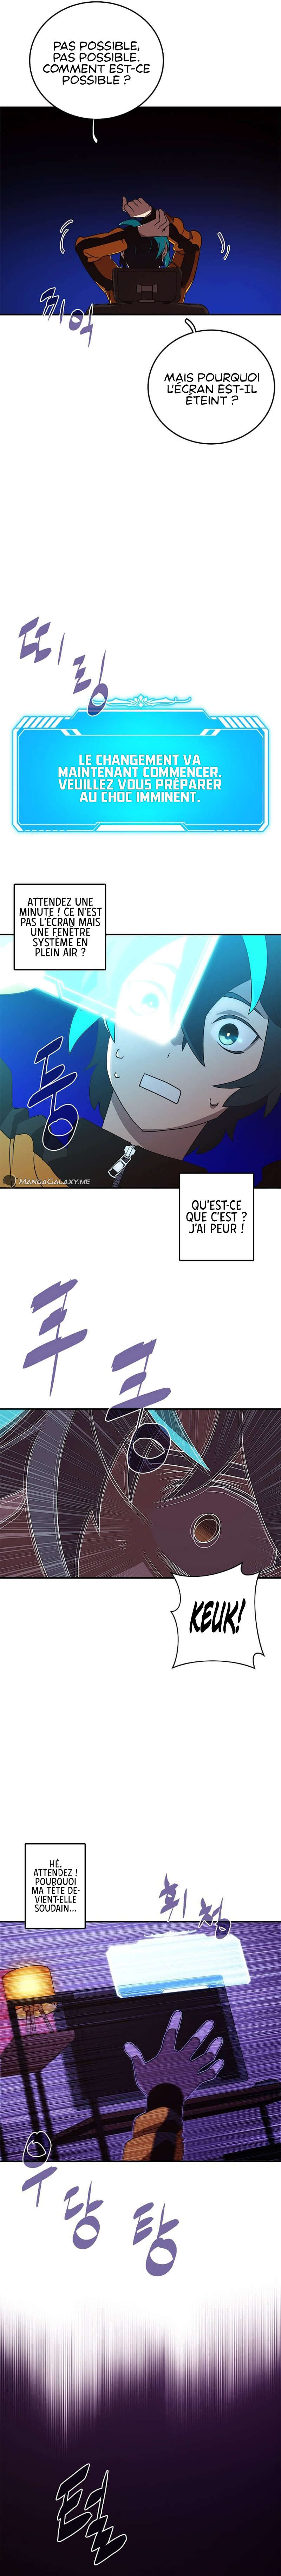 PAS POSSIBLE,
PAS POSSIBLE.
COMMENT EST-CE
POSSIBLE ?
끼익
MAIS POURQUOI
L'ÉCRAN EST-IL
ÉTEINT ?
띠링
LE CHANGEMENT VA
MAINTENANT COMMENCER.
VEUILLEZ VOUS PRÉPARER
AU CHOC IMMINENT.
ATTENDEZ UNE
MINUTE ! CE N'EST
PAS L'ÉCRAN MAIS
UNE FENÊTRE
SYSTÈME EN
PLEIN AIR ?
MANGAGALAXY.ME
QU'EST-CE
QUE C'EST ?
J'AI PEUR !
KEUK!
HÉ,
ATTENDEZ !
POURQUOI
MA TÊTE DE-
VIENT-ELLE
SOUDAIN...
휘청
우당탕
털